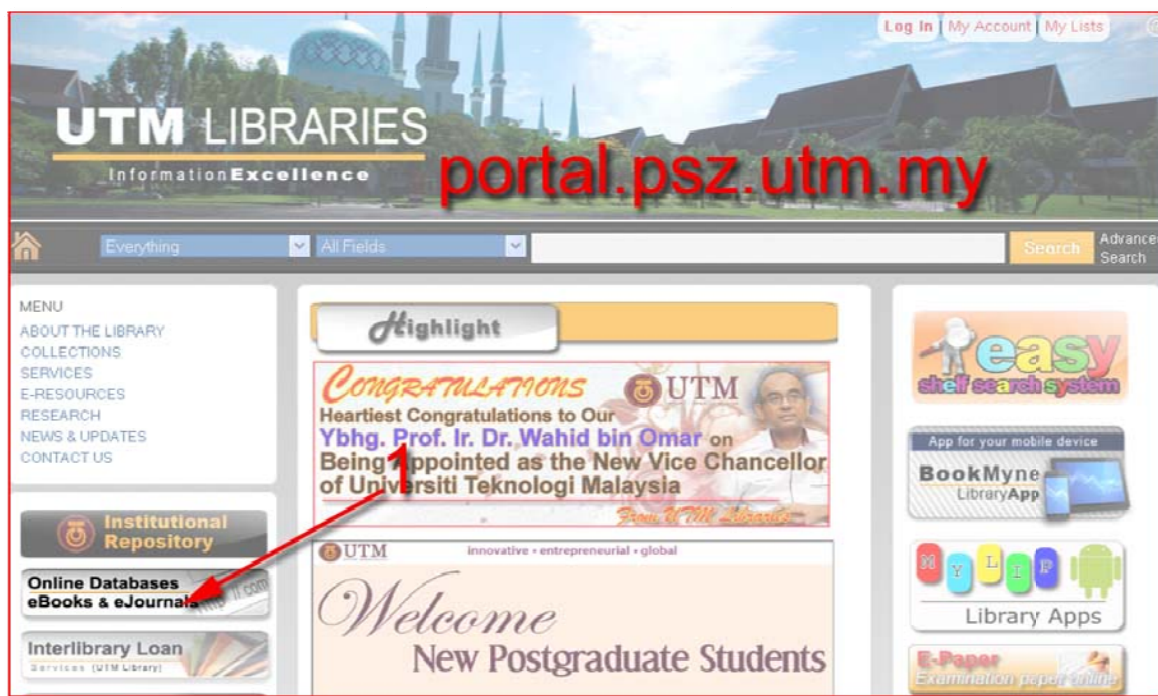 Log In | My Account | My Lists
UTM LIBRARIES
InformationExcellence
portal.psz.utm.my
Everything
All Fields
Search
Advance
Search
MENU
ABOUT THE LIBRARY
COLLECTIONS
SERVICES
E-RESOURCES
RESEARCH
NEWS & UPDATES
CONTACT US
Institutional
Repository
Online Databases
eBooks & eJournals
Interlibrary Loan
Services (UTM Library)
Highlight
CONGRATULATIONS
UTM
Heartiest Congratulations to Our
Ybhg. Prof. Ir. Dr. Wahid bin Omar on
Being Appointed as the New Vice Chancellor
of Universiti Teknologi Malaysia
From UTM Libraries
1
UTM
innovative • entrepreneurial • global
Welcome
New Postgraduate Students
easy
shelf search system
App for your mobile device
BookMyne
LibraryApp
MYLIP
Library Apps
E-Paper
Examination paper online